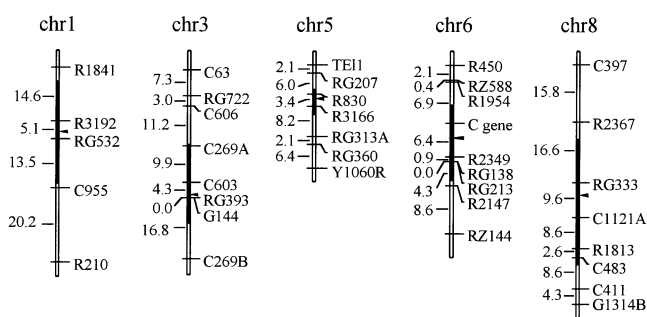 chr1
R1841
14.6
R3192
5.1
RG532
13.5
C955
20.2
R210
chr3
C63
7.3
RG722
3.0
C606
11.2
C269A
9.9
C603
4.3
RG393
0.0
G144
16.8
C269B
chr5
TEI1
2.1
RG207
6.0
R830
3.4
R3166
8.2
RG313A
2.1
RG360
6.4
Y1060R
chr6
R450
2.1
RZ588
0.4
R1954
6.9
C gene
6.4
R2349
0.9
RG138
0.0
RG213
4.3
R2147
8.6
RZ144
chr8
C397
15.8
R2367
16.6
RG333
9.6
C1121A
8.6
R1813
2.6
C483
8.6
C411
4.3
G1314B